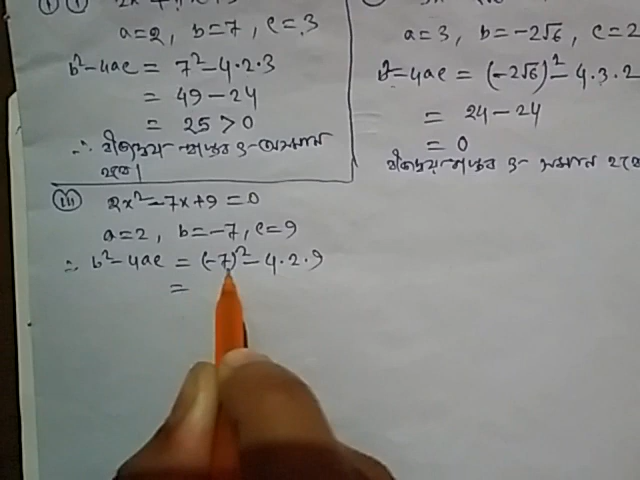 a=2, b=7, c=3
b²-4ac = 7²-4·2·3
= 49-24
= 25>0
∴ বীজদ্বয় বাস্তব ও অসমান
হবে।
a=3, b=-2√6, c=2
b²-4ac = (-2√6)²-4·3·2
= 24-24
= 0
বীজদ্বয় বাস্তব ও সমান হবে
(iii) 2x²-7x+9=0
a=2, b=-7, c=9
∴ b²-4ac = (-7)²-4·2·9
=